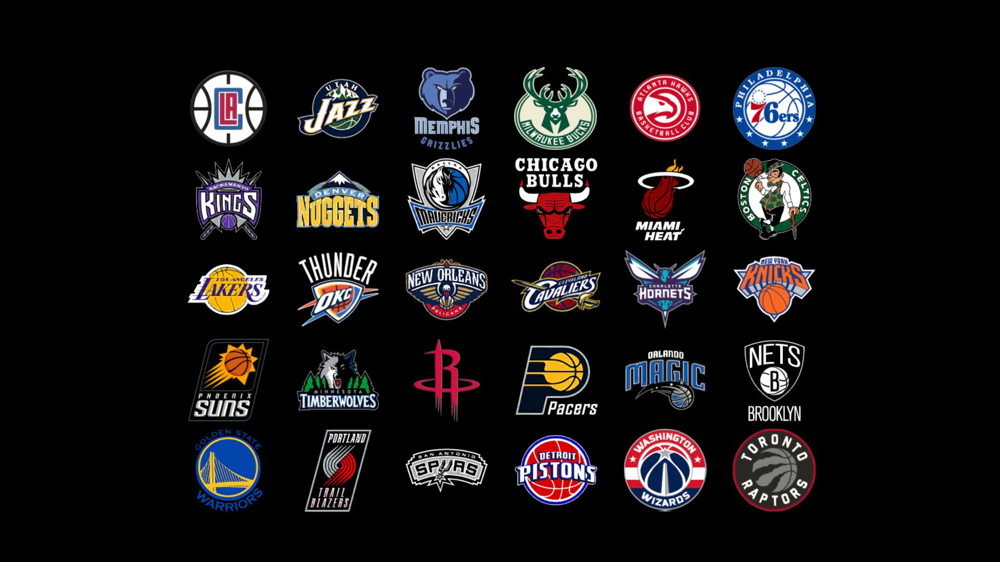 LA
UTAH
JAZZ
MEMPHIS
GRIZZLIES
MILWAUKEE BUCKS
ATLANTA HAWKS
BASKETBALL CLUB
PHILADELPHIA
76ers
SACRAMENTO
KINGS
DENVER
NUGGETS
DALLAS
MAVERICKS
CHICAGO
BULLS
MIAMI
HEAT
BOSTON CELTICS
LOS ANGELES
LAKERS
THUNDER
OKC
NEW ORLEANS
PELICANS
CLEVELAND
CAVALIERS
CHARLOTTE
HORNETS
NEW YORK
KNICKS
PHOENIX
SUNS
MINNESOTA
TIMBERWOLVES
R
Pacers
ORLANDO
MAGIC
NETS
B
BROOKLYN
GOLDEN STATE
WARRIORS
PORTLAND
TRAIL
BLAZERS
SAN ANTONIO
SPURS
DETROIT
PISTONS
WASHINGTON
WIZARDS
TORONTO
RAPTORS